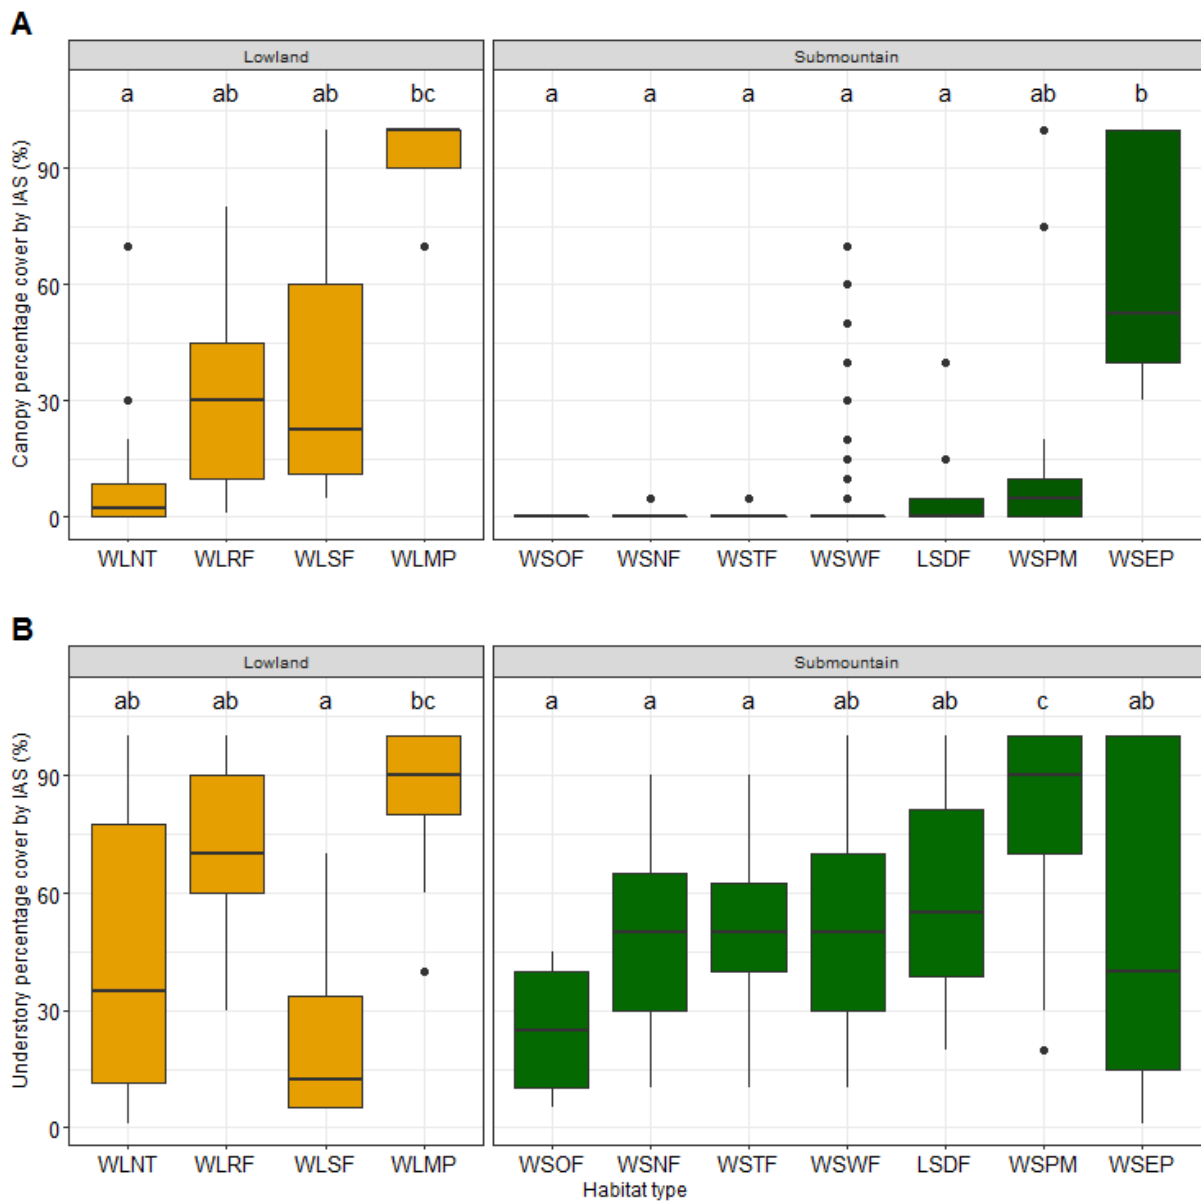 A
Lowland Submountain
a ab ab bc a a a a a ab b
Canopy percentage cover by IAS (%)
90
60
30
0
WLNT WLRF WLSF WLMP WSOF WSNF WSTF WSWF LSDF WSPM WSEP
B
Lowland Submountain
ab ab a bc a a a ab ab c ab
Understory percentage cover by IAS (%)
90
60
30
0
WLNT WLRF WLSF WLMP WSOF WSNF WSTF WSWF LSDF WSPM WSEP
Habitat type